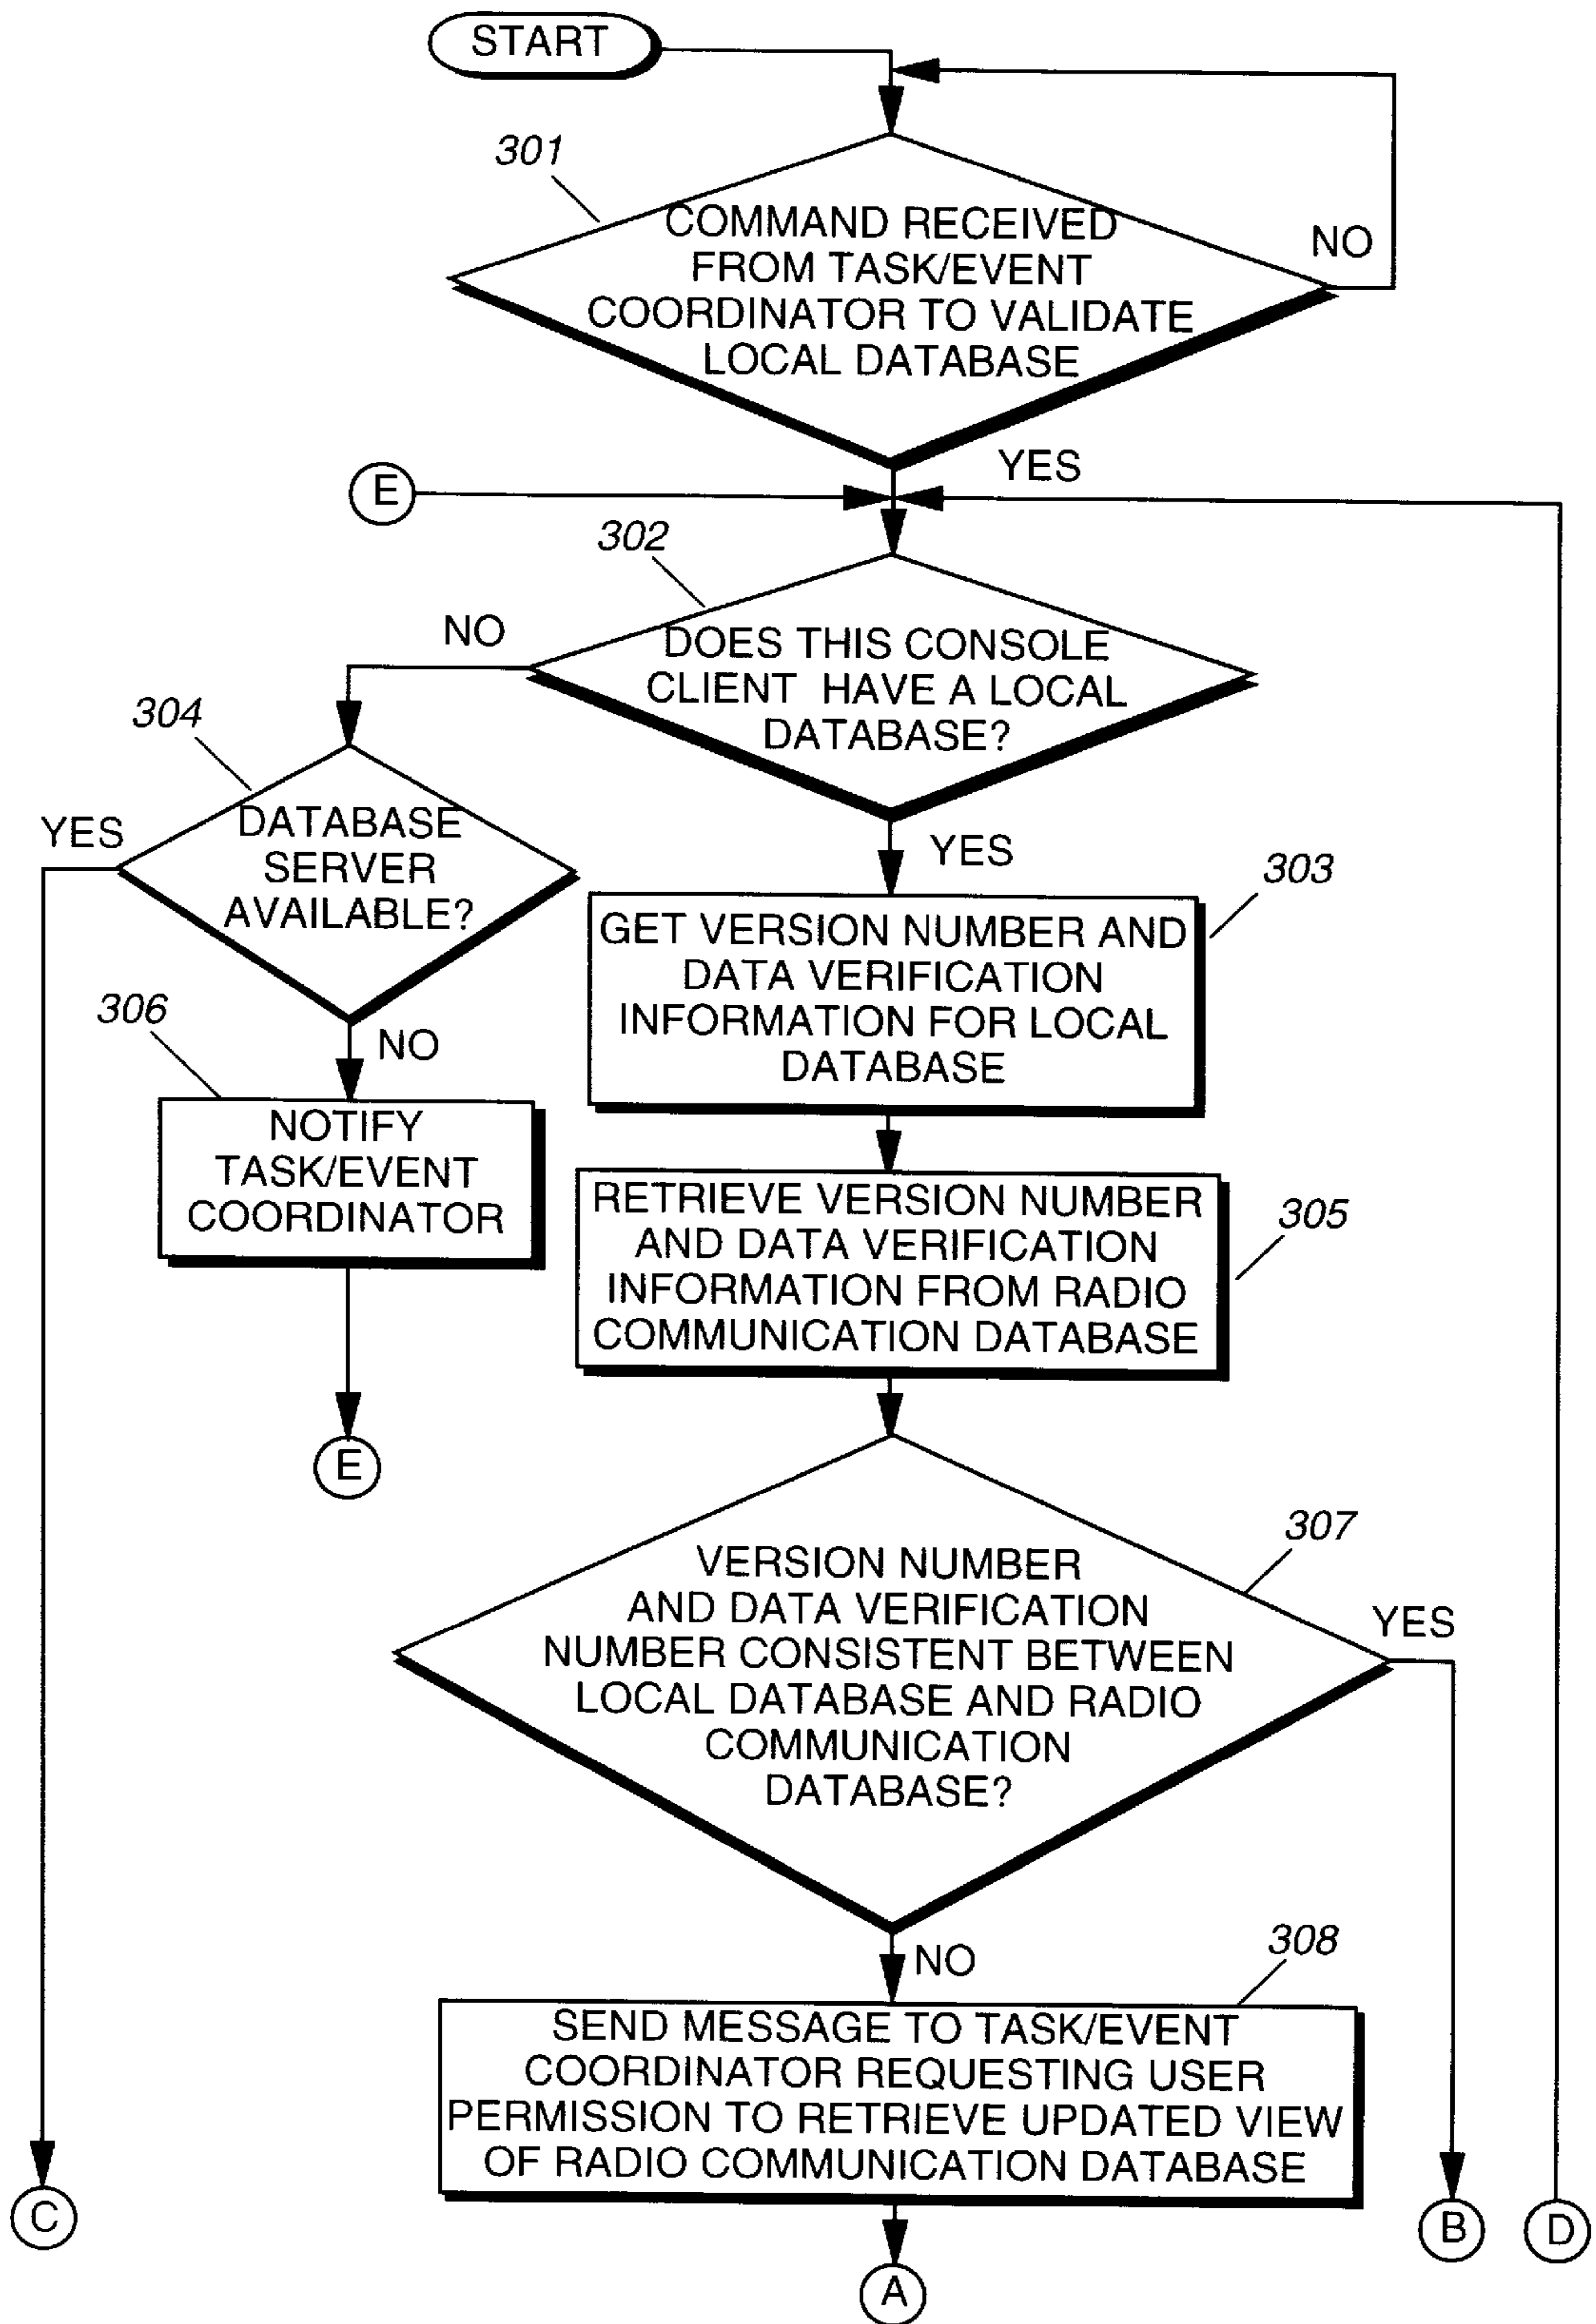 START
301
COMMAND RECEIVED
FROM TASK/EVENT
COORDINATOR TO VALIDATE
LOCAL DATABASE
NO
YES
E
302
NO
DOES THIS CONSOLE
CLIENT HAVE A LOCAL
DATABASE?
304
YES
DATABASE
SERVER
AVAILABLE?
YES
303
GET VERSION NUMBER AND
DATA VERIFICATION
INFORMATION FOR LOCAL
DATABASE
306
NO
NOTIFY
TASK/EVENT
COORDINATOR
RETRIEVE VERSION NUMBER
AND DATA VERIFICATION
INFORMATION FROM RADIO
COMMUNICATION DATABASE
305
E
307
VERSION NUMBER
AND DATA VERIFICATION
NUMBER CONSISTENT BETWEEN
LOCAL DATABASE AND RADIO
COMMUNICATION
DATABASE?
YES
NO
308
SEND MESSAGE TO TASK/EVENT
COORDINATOR REQUESTING USER
PERMISSION TO RETRIEVE UPDATED VIEW
OF RADIO COMMUNICATION DATABASE
C
B
D
A